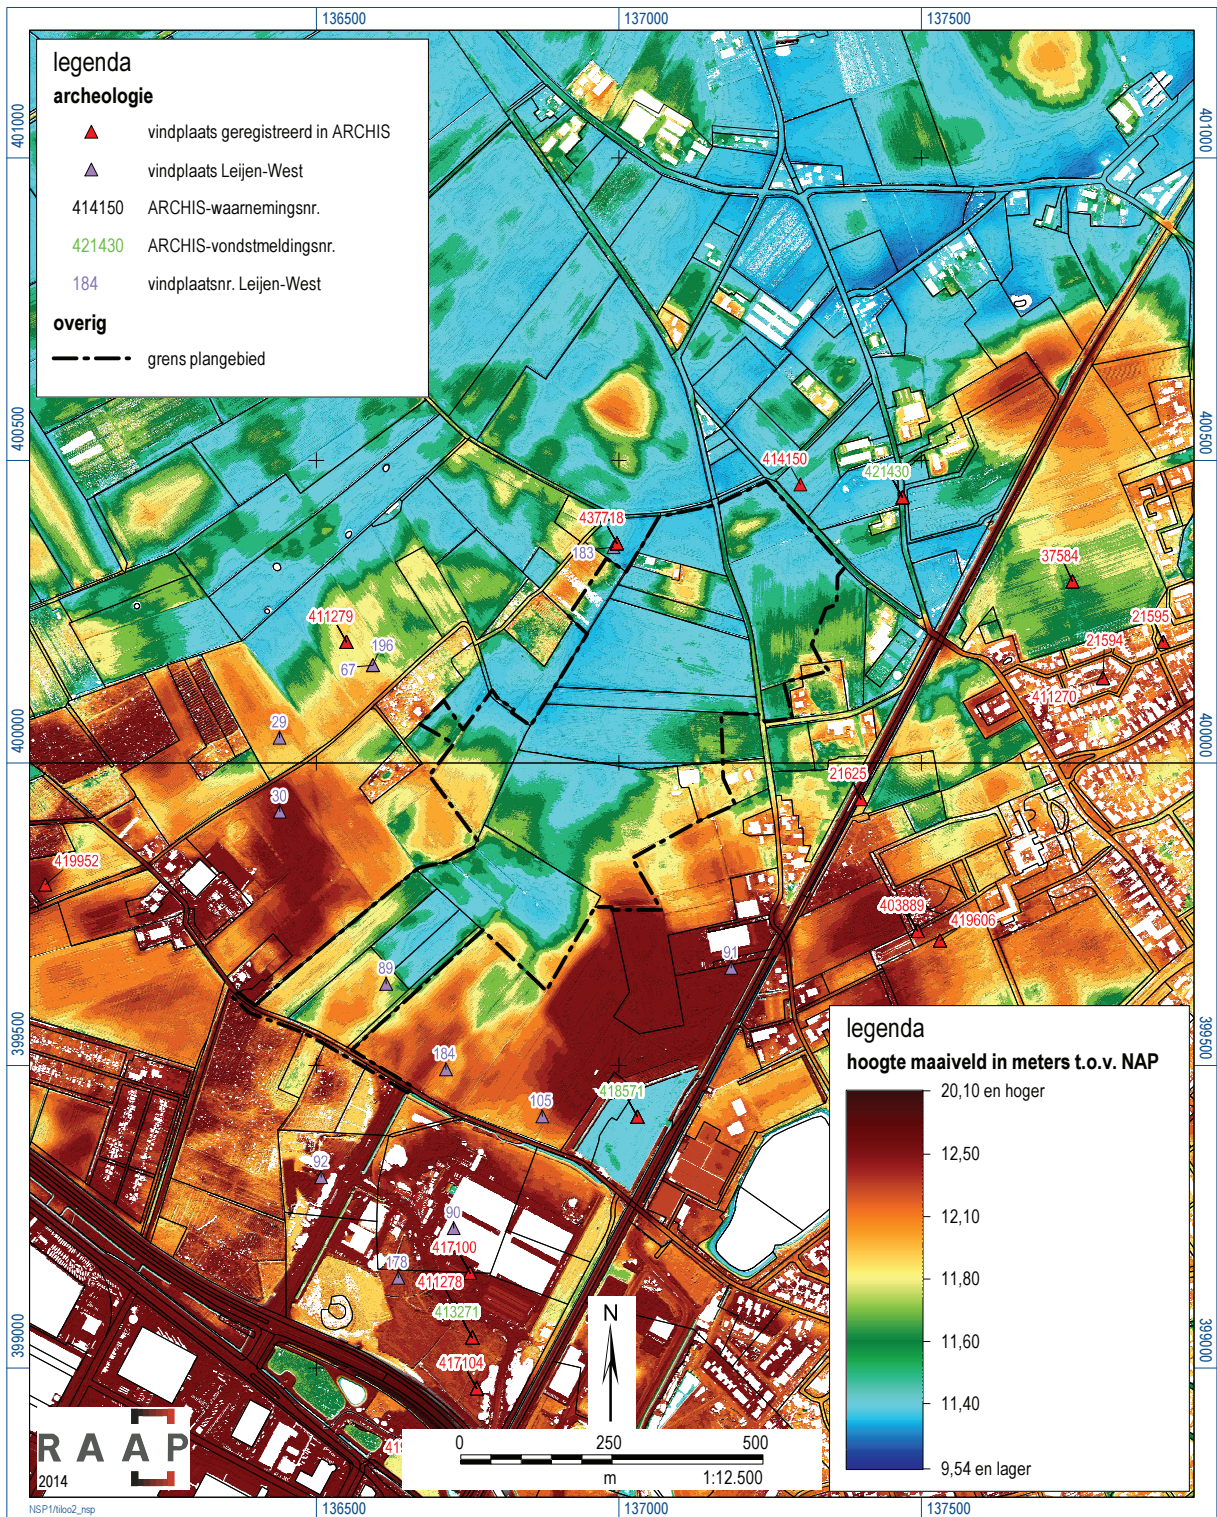 136500
137000
137500
legenda
archeologie
vindplaats geregistreerd in ARCHIS
vindplaats Leijen-West
414150 ARCHIS-waarnemingsnr.
421430 ARCHIS-vondstmeldingsnr.
184 vindplaatsnr. Leijen-West
overig
grens plangebied
401000
401000
400500
400500
414150
421430
437718
183
37584
411279
196
67
21595
21594
411270
29
400000
400000
21625
30
419952
403889
419606
91
89
399500
399500
184
418571
105
92
90
417100
178
411278
413271
417104
399000
399000
legenda
hoogte maaiveld in meters t.o.v. NAP
20,10 en hoger
12,50
12,10
11,80
11,60
11,40
9,54 en lager
N
0 250 500
m 1:12.500
RAAP
2014
NSP1/tiloo2_nsp
136500
137000
137500